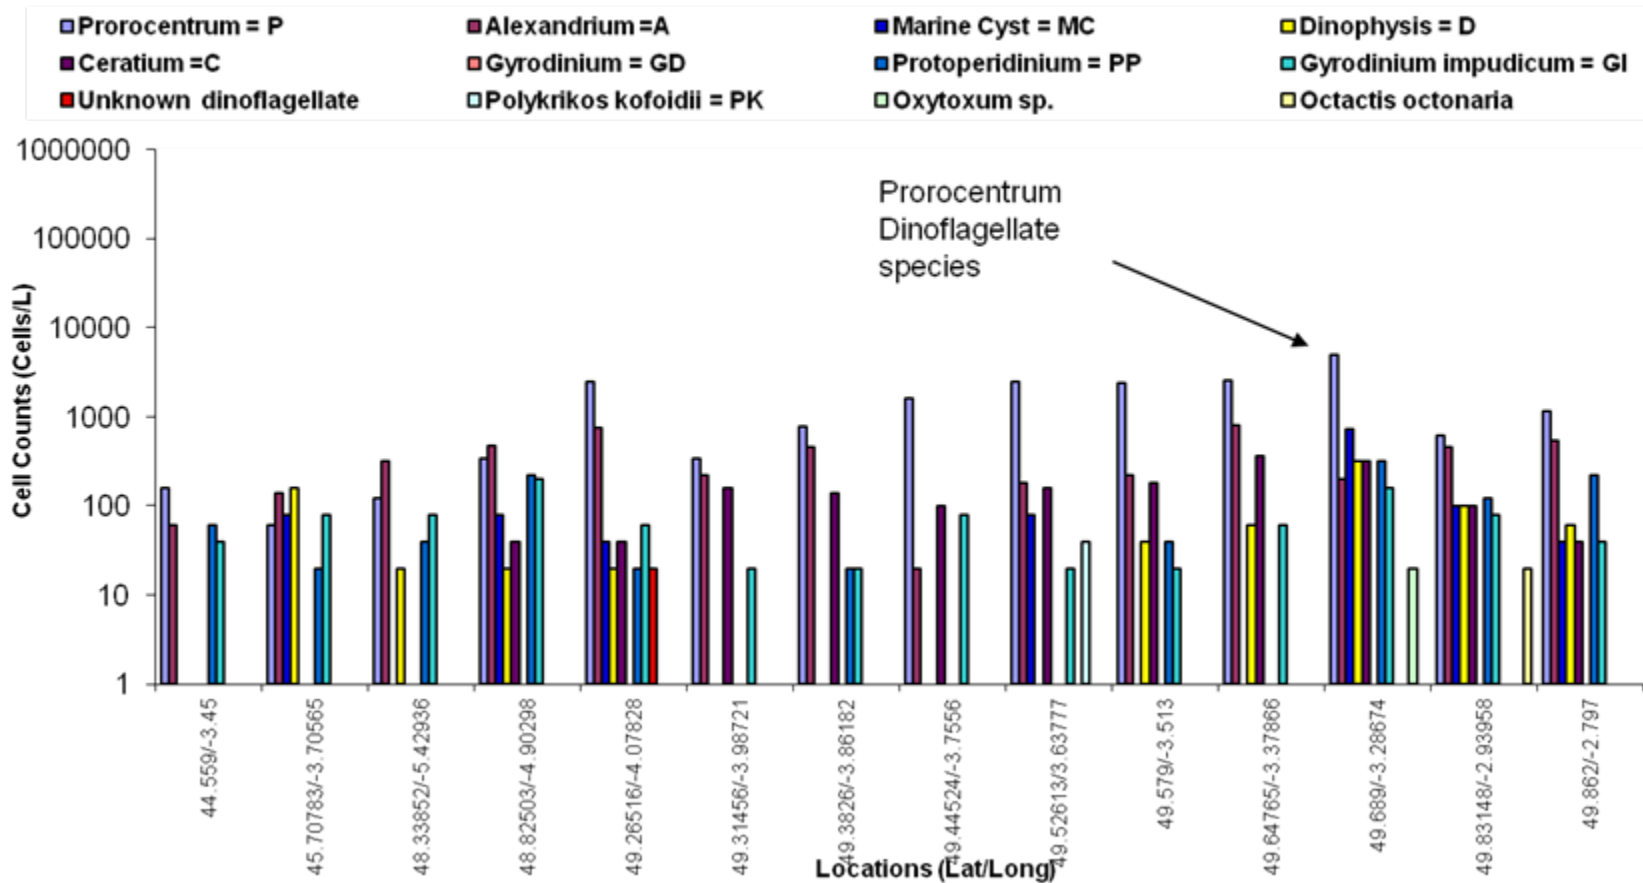 Prorocentrum = P Alexandrium =A Marine Cyst = MC Dinophysis = D
Ceratium =C Gyrodinium = GD Protoperidinium = PP Gyrodinium impudicum = GI
Unknown dinoflagellate Polykrikos kofoidii = PK Oxytoxum sp. Octactis octonaria
1000000
100000
10000
1000
100
10
1
Cell Counts (Cells/L)
Prorocentrum
Dinoflagellate
species
44.559/-3.45
45.70783/-3.70565
48.33852/-5.42936
48.82503/-4.90298
49.26516/-4.07828
49.31456/-3.98721
49.3826/-3.86182
49.44524/-3.7556
49.52613/3.63777
49.579/-3.513
49.64765/-3.37866
49.689/-3.28674
49.83148/-2.93958
49.862/-2.797
Locations (Lat/Long)